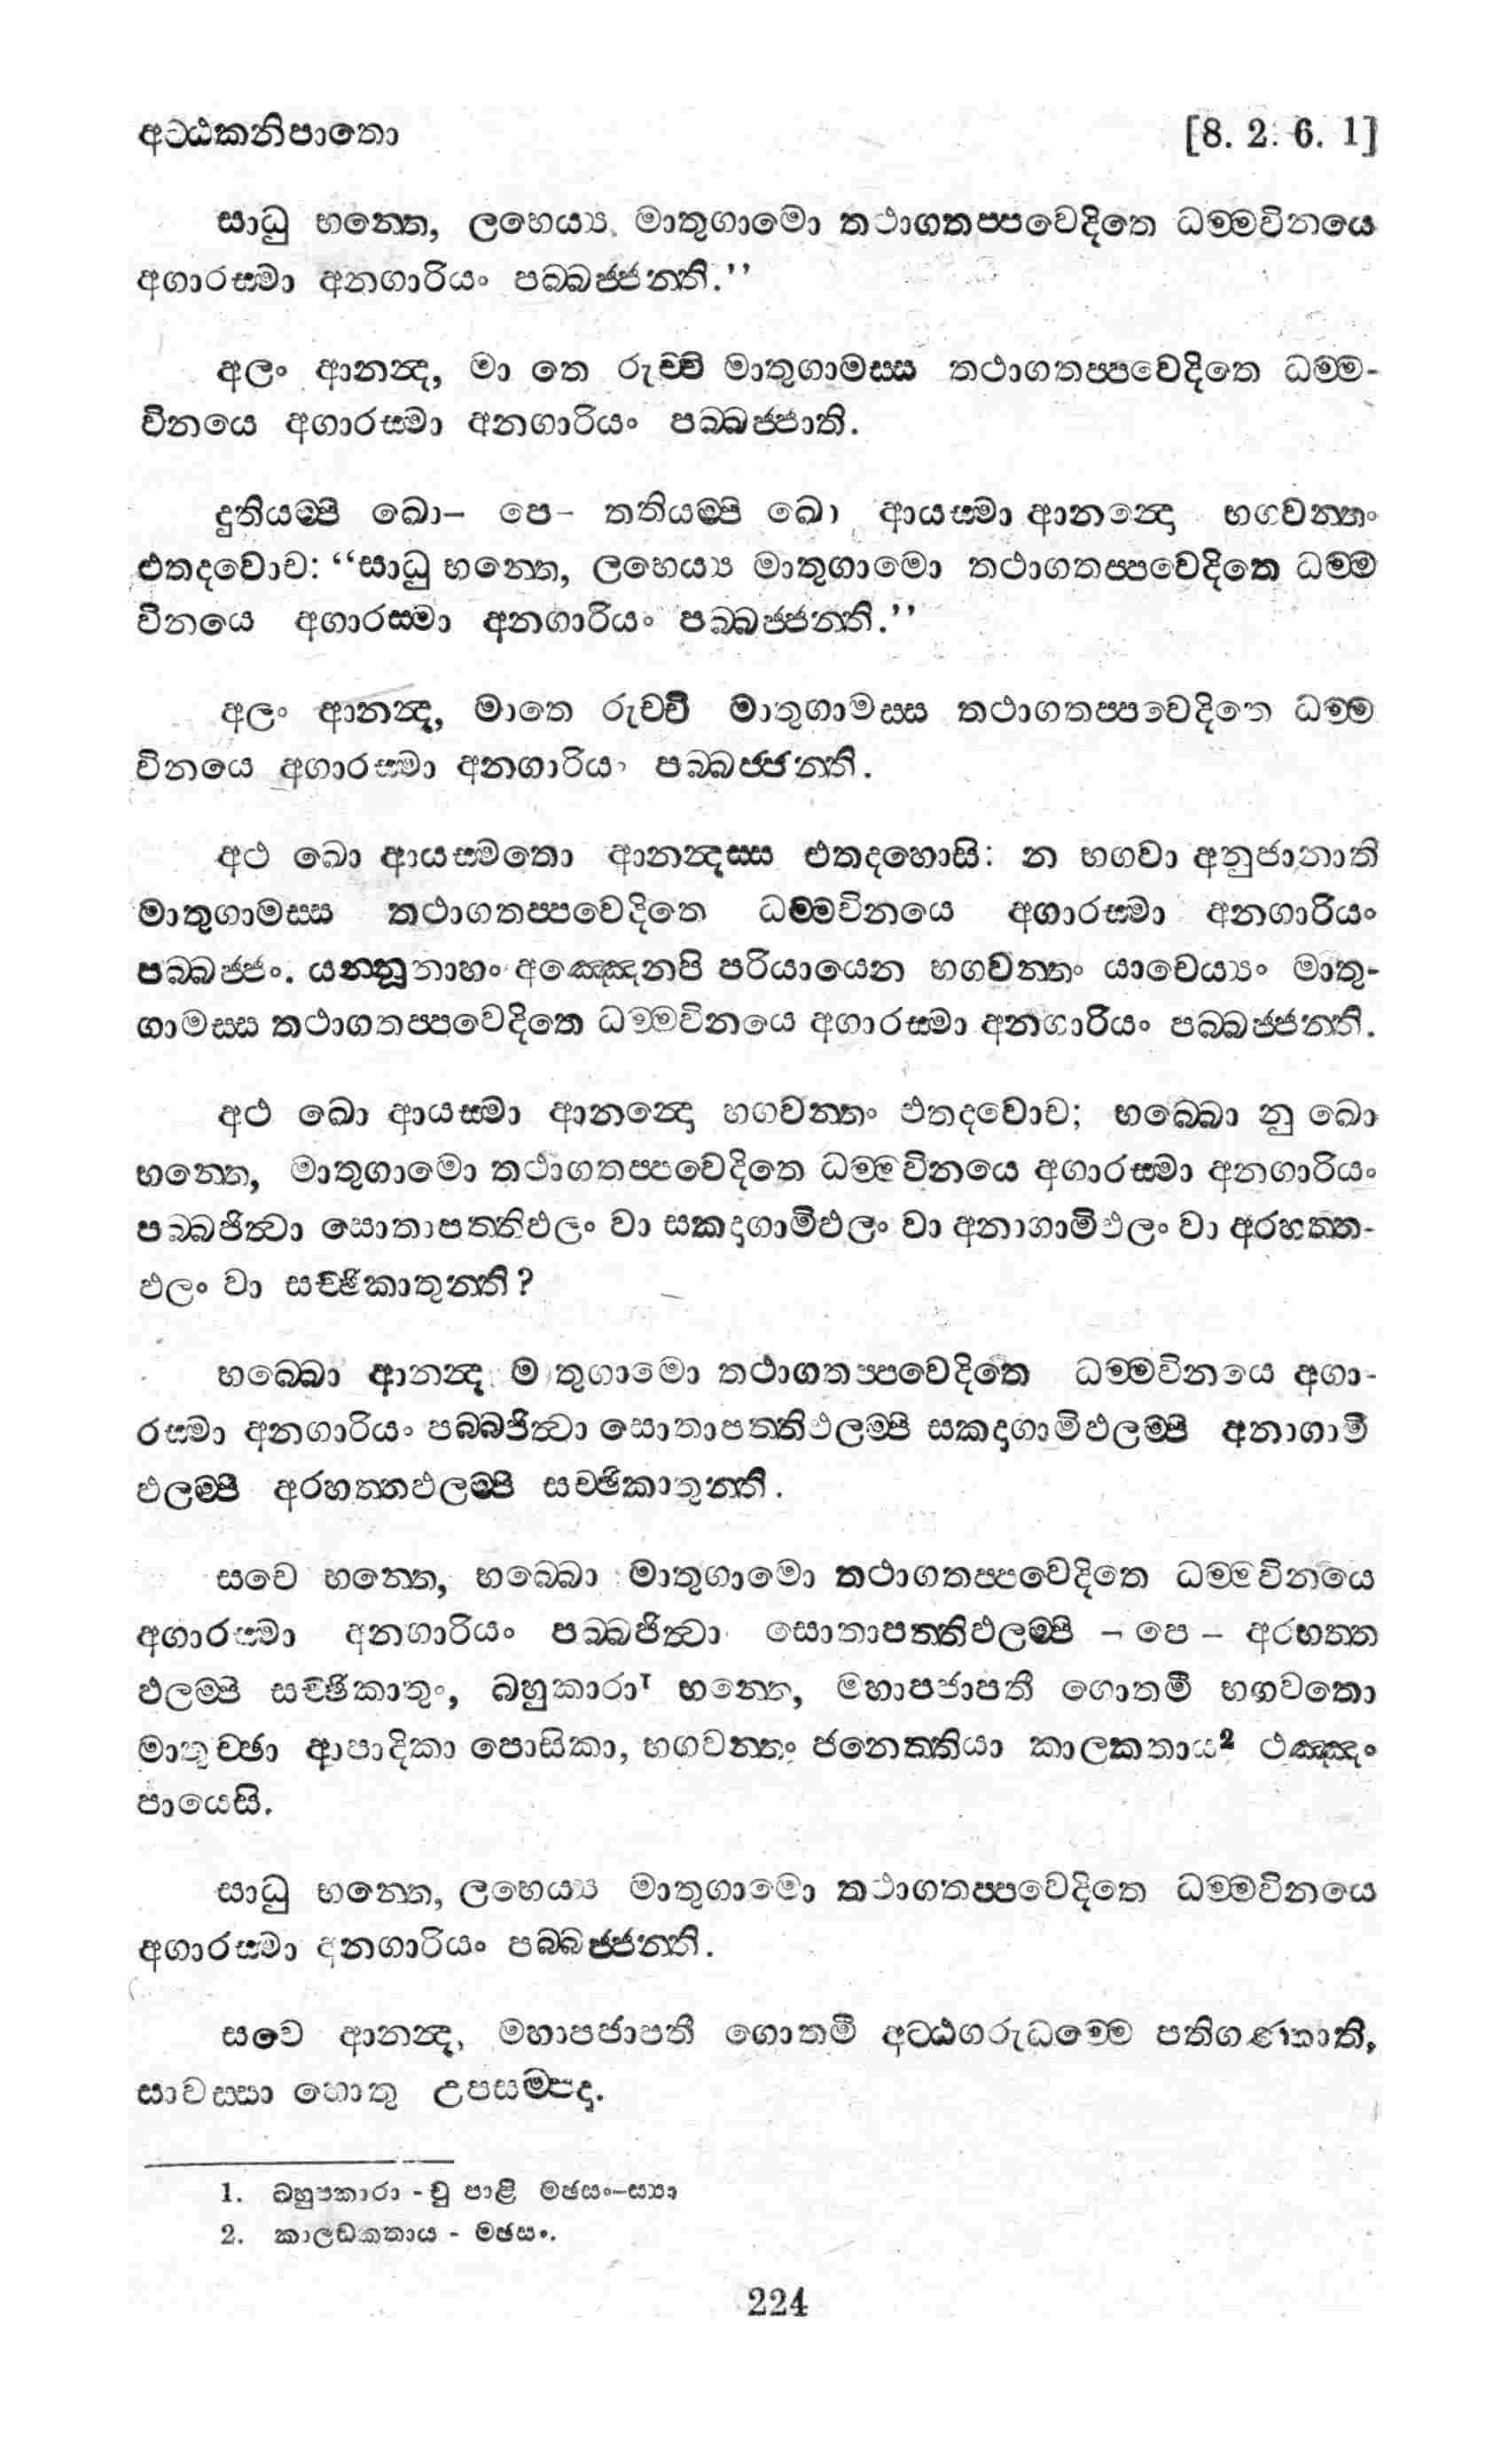 අට්ඨකනිපාතො [8. 2. 6. 1]
සාධු භන්තෙ, ලභෙය්‍ය මාතුගාමො තථාගතප්පවෙදිතෙ ධම්මවිනයෙ
අගාරස්මා අනගාරියං පබ්බජ්ජන්ති.’’
අලං ආනන්ද, මා තෙ රුච්චි මාතුගාමස්ස තථාගතප්පවෙදිතෙ ධම්ම-
විනයෙ අගාරස්මා අනගාරියං පබ්බජ්ජාති.
දුතියම්පි ඛො– පෙ– තතියම්පි ඛො ආයස්මා ආනන්දො භගවන්තං
එතදවොච: “සාධු භන්තෙ, ලභෙය්‍ය මාතුගාමො තථාගතප්පවෙදිතෙ ධම්ම
විනයෙ අගාරස්මා අනගාරියං පබ්බජ්ජන්ති.’’
අලං ආනන්ද, මාතෙ රුච්චි මාතුගාමස්ස තථාගතප්පවෙදිතෙ ධම්ම
විනයෙ අගාරස්මා අනගාරියං පබ්බජ්ජන්ති.
අථ ඛො ආයස්මතො ආනන්දස්ස එතදහොසි: න භගවා අනුජානාති
මාතුගාමස්ස තථාගතප්පවෙදිතෙ ධම්මවිනයෙ අගාරස්මා අනගාරියං
පබ්බජ්ජං. යන්නූනාහං අඤ්ඤෙනපි පරියායෙන භගවන්තං යාචෙය්‍යං මාතු-
ගාමස්ස තථාගතප්පවෙදිතෙ ධම්මවිනයෙ අගාරස්මා අනගාරියං පබ්බජ්ජන්ති.
අථ ඛො ආයස්මා ආනන්දො භගවන්තං එතදවොච; භබ්බො නු ඛො
භන්තෙ, මාතුගාමො තථාගතප්පවෙදිතෙ ධම්මවිනයෙ අගාරස්මා අනගාරියං
පබ්බජිත්‍වා සොතාපත්තිඵලං වා සකදාගාමිඵලං වා අනාගාමිඵලං වා අරහත්ත-
ඵලං වා සච්ඡිකාතුන්ති?
භබ්බො ආනන්ද මාතුගාමො තථාගතප්පවෙදිතෙ ධම්මවිනයෙ අගා-
රස්මා අනගාරියං පබ්බජිත්‍වා සොතාපත්තිඵලම්පි සකදාගාමිඵලම්පි අනාගාමි
ඵලම්පි අරහත්තඵලම්පි සච්ඡිකාතුන්ති.
සචෙ භන්තෙ, භබ්බො මාතුගාමො තථාගතප්පවෙදිතෙ ධම්මවිනයෙ
අගාරස්මා අනගාරියං පබ්බජිත්‍වා සොතාපත්තිඵලම්පි – පෙ – අරහත්ත
ඵලම්පි සච්ඡිකාතුං, බහුකාරා¹ භන්තෙ, මහාපජාපතී ගොතමී භගවතො
මාතුච්ඡා ආපාදිකා පොසිකා, භගවන්තං ජනෙත්තියා කාලකතාය² ථඤ්ඤං
පායෙසි.
සාධු භන්තෙ, ලභෙය්‍ය මාතුගාමො තථාගතප්පවෙදිතෙ ධම්මවිනයෙ
අගාරස්මා අනගාරියං පබ්බජ්ජන්ති.
සචෙ ආනන්ද, මහාපජාපතී ගොතමී අට්ඨගරුධම්මෙ පතිගණ්හාති,
සාවස්සා හොතු උපසම්පදා.
1. බහුපකාරා - චු පාළි මඡසං–ස්‍යා
2. කාලඞකතාය - මඡසං.
224